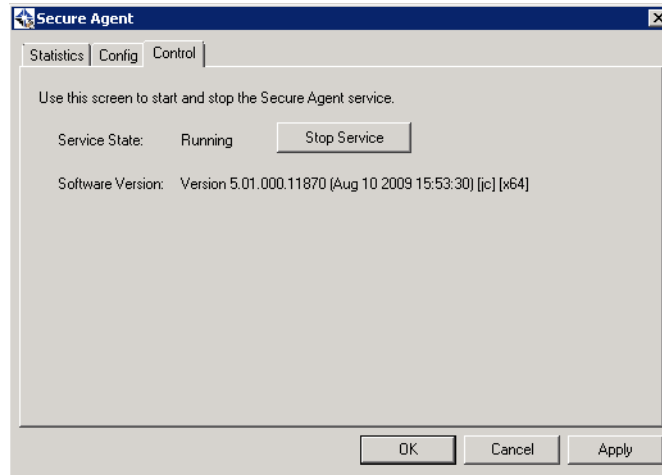 Secure Agent
Statistics Config Control
Use this screen to start and stop the Secure Agent service.
Service State: Running Stop Service
Software Version: Version 5.01.000.11870 (Aug 10 2009 15:53:30) [jc] [x64]
OK Cancel Apply